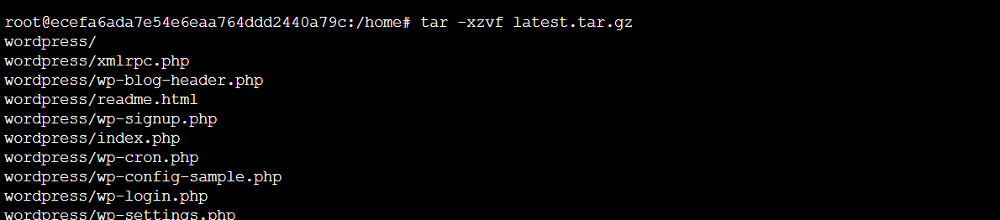 root@ecefa6ada7e54e6eaa764ddd2440a79c:/home# tar -xzvf latest.tar.gz
wordpress/
wordpress/xmlrpc.php
wordpress/wp-blog-header.php
wordpress/readme.html
wordpress/wp-signup.php
wordpress/index.php
wordpress/wp-cron.php
wordpress/wp-config-sample.php
wordpress/wp-login.php
wordpress/wp-settings.php